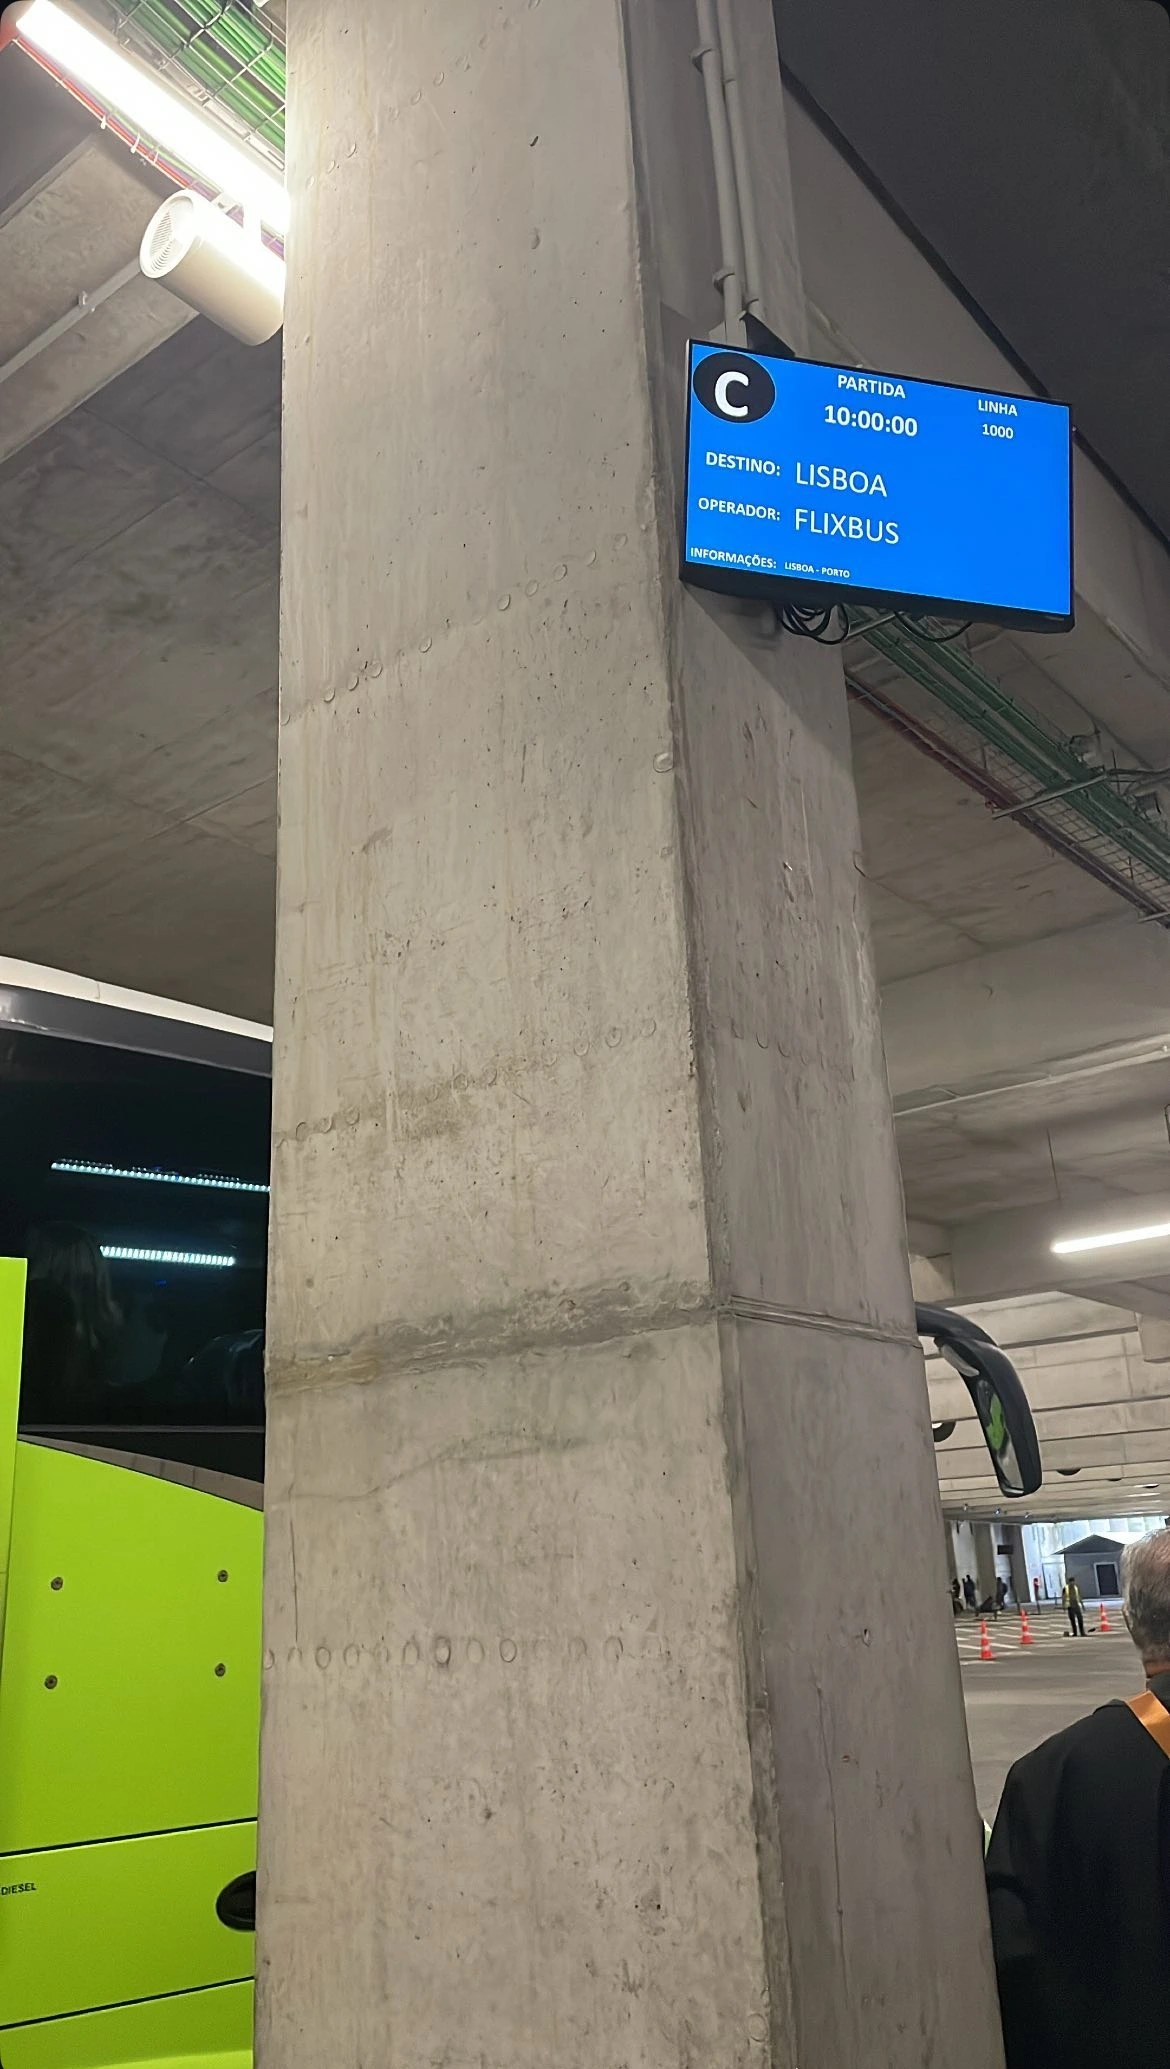 C
PARTIDA
LINHA
10:00:00
1000
DESTINO: LISBOA
OPERADOR: FLIXBUS
INFORMAÇÕES: LISBOA - PORTO
DIESEL